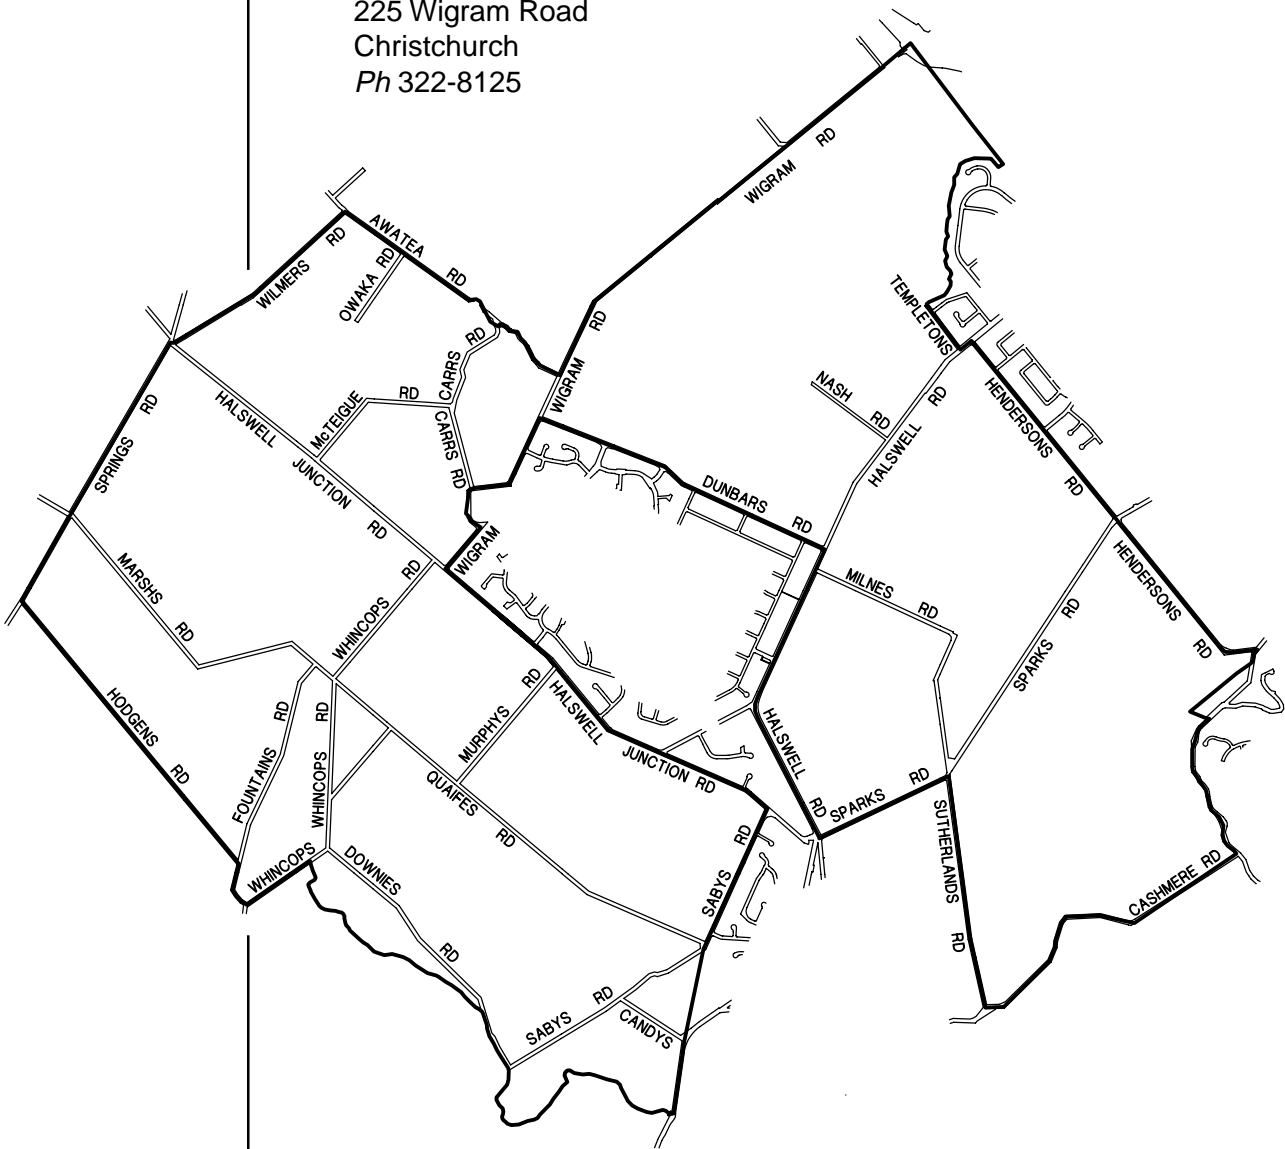 225 Wigram Road
Christchurch
Ph 322-8125
WIGRAM RD
AWATEA RD
WILMERS RD
OWAKA RD
TEMPLETONS
WIGRAM RD
CARRS RD
CARRS RD
McTEIGUE RD
NASH RD
HALSWELL RD
HENDERSONS RD
HALSWELL JUNCTION RD
SPRINGS RD
DUNBARS RD
WIGRAM
MARSHS RD
WHINCOPS RD
MILNES RD
HENDERSONS RD
SPARKS RD
HODGENS RD
FOUNTAINS RD
WHINCOPS RD
MURPHYS RD
HALSWELL JUNCTION RD
HALSWELL RD
QUAIFES RD
SPARKS RD
SUTHERLANDS RD
WHINCOPS
DOWNIES RD
SABYS RD
CASHMERE RD
SABYS RD
CANDYS